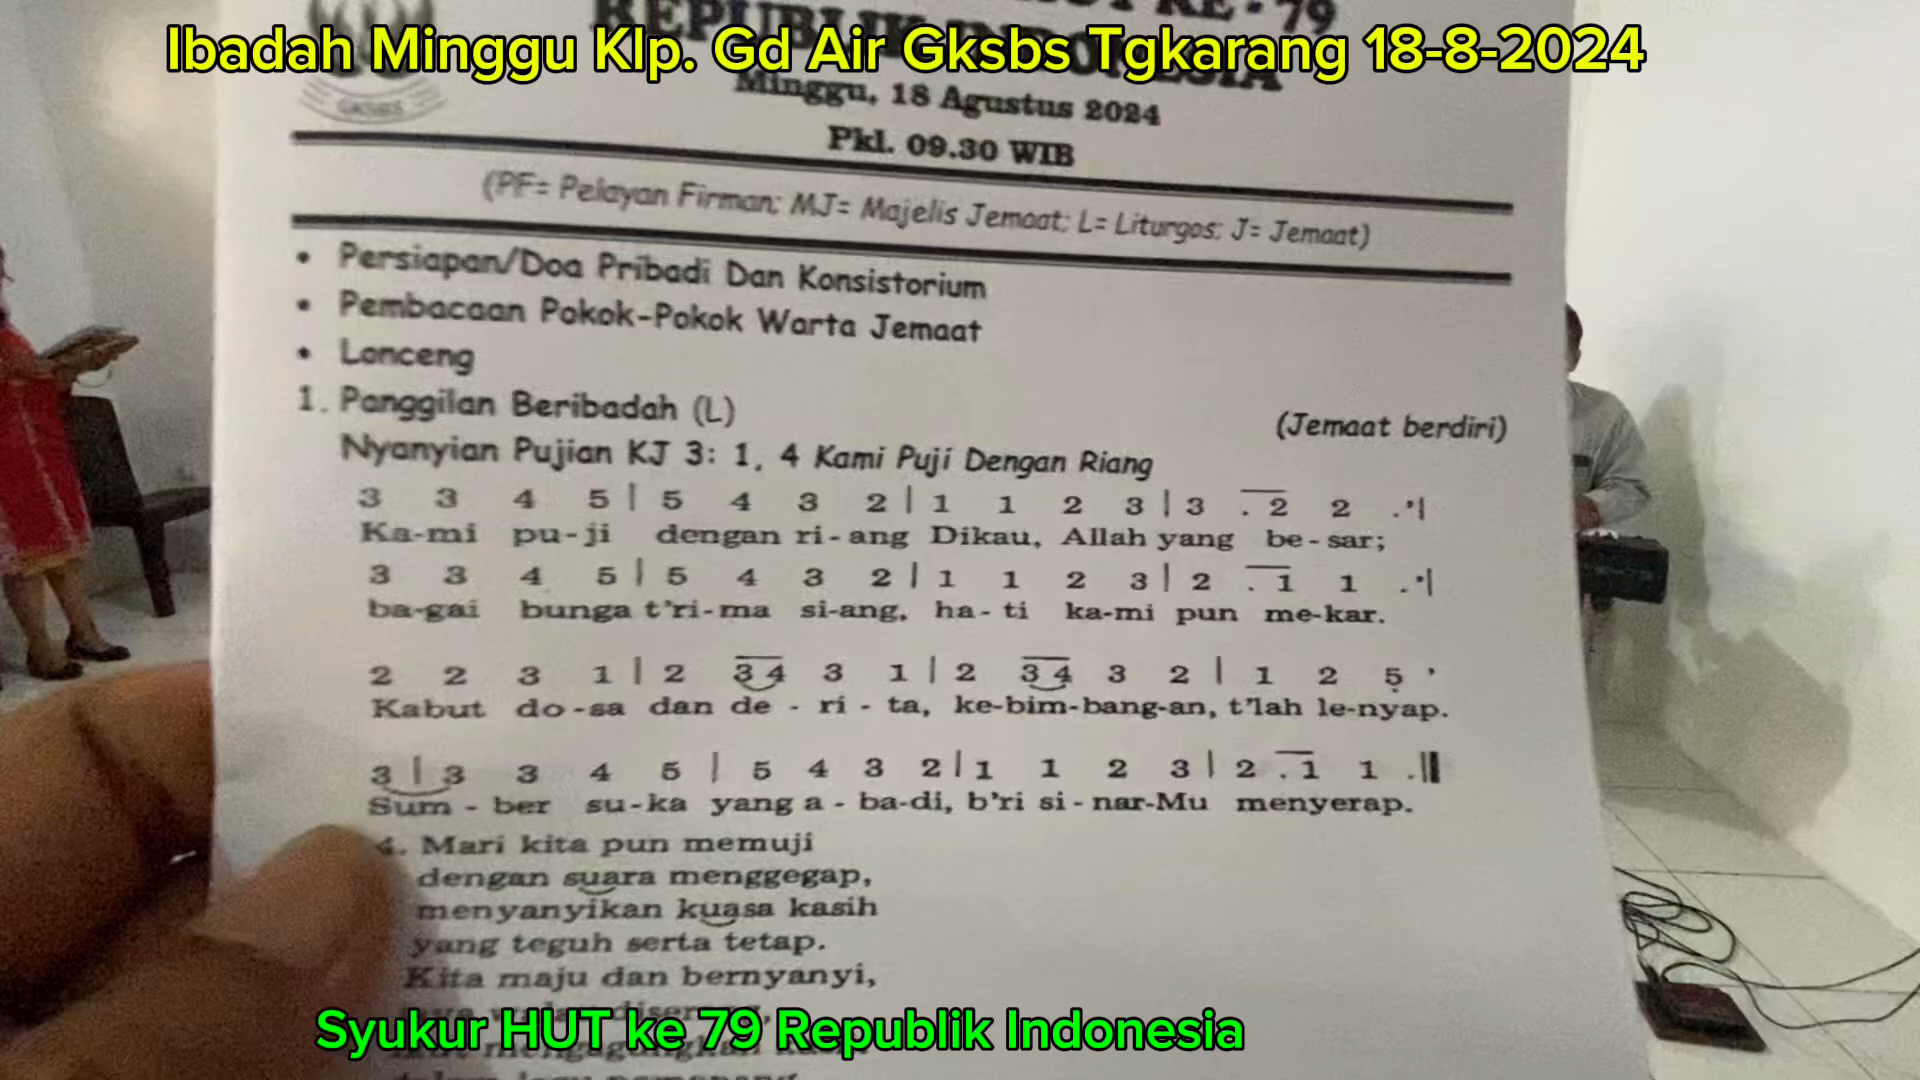 Ibadah Minggu Klp. Gd Air Gksbs Tgkarang 18-8-2024
KE - 79
REPUBLIK INDONESIA
GKSBS
Minggu, 18 Agustus 2024
Pkl. 09.30 WIB
(PF= Pelayan Firman; MJ= Majelis Jemaat; L= Liturgos; J= Jemaat)
• Persiapan/Doa Pribadi Dan Konsistorium
• Pembacaan Pokok-Pokok Warta Jemaat
• Lonceng
1. Panggilan Beribadah (L)
(Jemaat berdiri)
Nyanyian Pujian KJ 3: 1, 4 Kami Puji Dengan Riang
3 3 4 5 | 5 4 3 2 | 1 1 2 3 | 3 . 2 2 .'|
Ka-mi pu-ji dengan ri-ang Dikau, Allah yang be-sar;
3 3 4 5 | 5 4 3 2 | 1 1 2 3 | 2 . 1 1 .'|
ba-gai bunga t'ri-ma si-ang, ha-ti ka-mi pun me-kar.
2 2 3 1 | 2 3 4 3 1 | 2 3 4 3 2 | 1 2 5 '
Kabut do-sa dan de-ri-ta, ke-bim-bang-an, t'lah le-nyap.
3 | 3 3 4 5 | 5 4 3 2 | 1 1 2 3 | 2 . 1 1 .||
Sum-ber su-ka yang a-ba-di, b'ri si-nar-Mu menyerap.
4. Mari kita pun memuji
dengan suara menggegap,
menyanyikan kuasa kasih
yang teguh serta tetap.
Kita maju dan bernyanyi,
Syukur HUT ke 79 Republik Indonesia